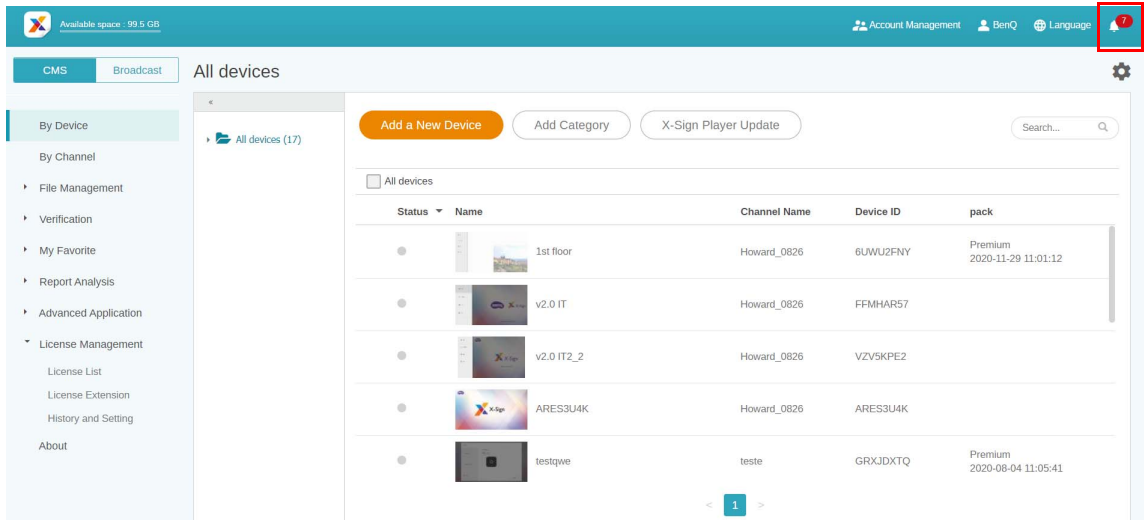 Available space : 99.5 GB
Account Management
BenQ
Language
7
CMS
Broadcast
All devices
«
By Device
By Channel
File Management
Verification
My Favorite
Report Analysis
Advanced Application
License Management
License List
License Extension
History and Setting
About
All devices (17)
Add a New Device
Add Category
X-Sign Player Update
Search...
All devices
Status Name Channel Name Device ID pack
1st floor Howard_0826 6UWU2FNY Premium
2020-11-29 11:01:12
v2.0 IT Howard_0826 FFMHAR57
v2.0 IT2_2 Howard_0826 VZV5KPE2
X-Sign
ARES3U4K Howard_0826 ARES3U4K
testqwe teste GRXJDXTQ Premium
2020-08-04 11:05:41
< 1 >